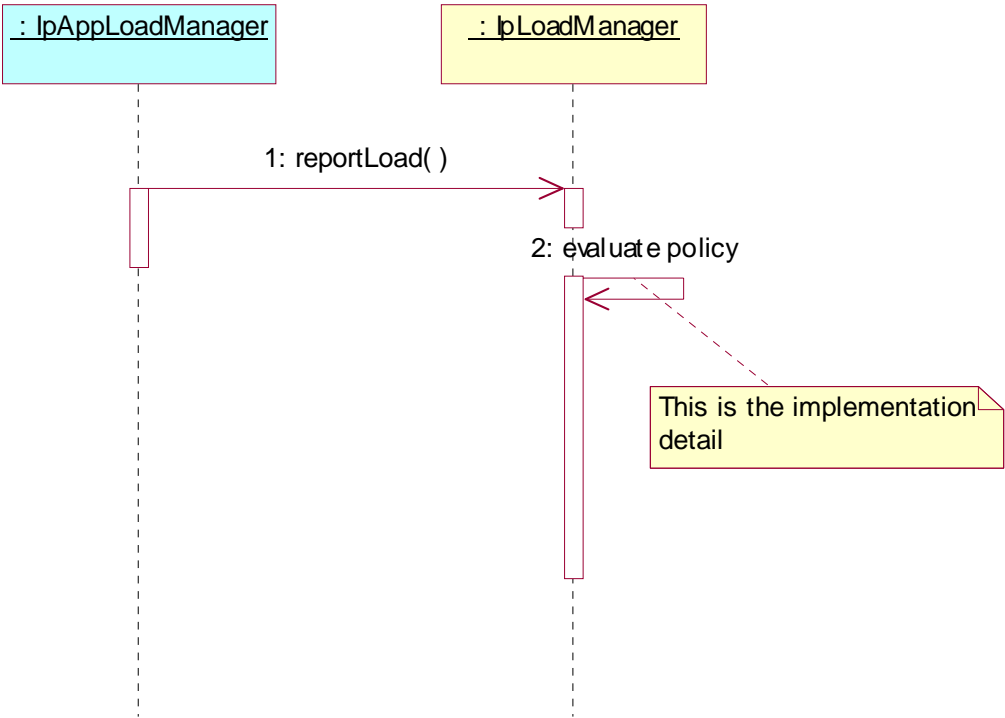 : IpAppLoadManager
: IpLoadManager
1: reportLoad( )
2: evaluate policy
This is the implementation
detail